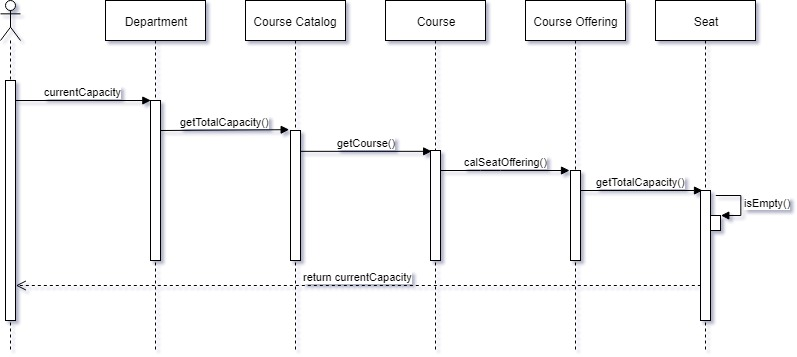 Department
Course Catalog
Course
Course Offering
Seat
currentCapacity
getTotalCapacity()
getCourse()
calSeatOffering()
getTotalCapacity()
isEmpty()
return currentCapacity